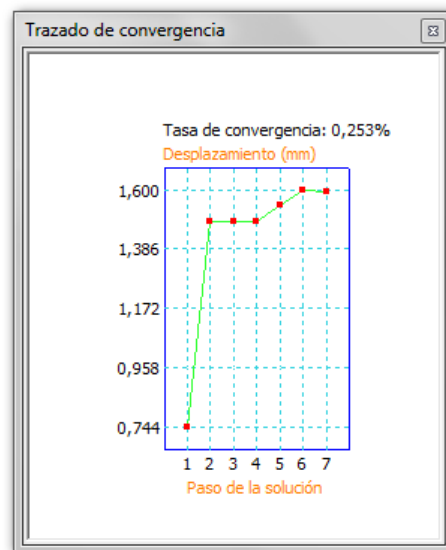 Trazado de convergencia
Tasa de convergencia: 0,253%
Desplazamiento (mm)
1,600
1,386
1,172
0,958
0,744
1 2 3 4 5 6 7
Paso de la solución